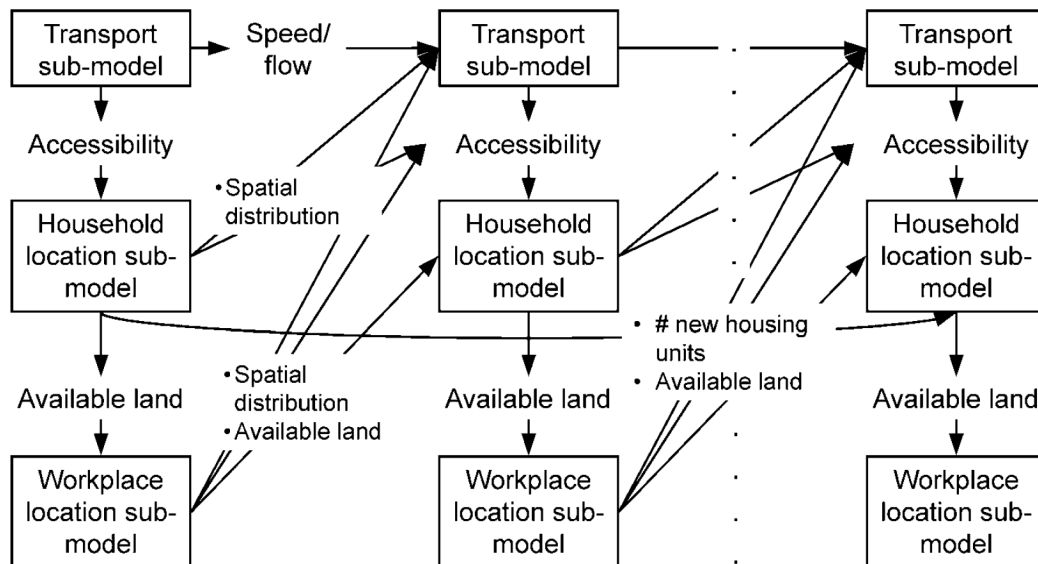 Transport
sub-model
Speed/
flow
Transport
sub-model
Transport
sub-model
Accessibility
Accessibility
Accessibility
• Spatial
distribution
Household
location sub-
model
Household
location sub-
model
Household
location sub-
model
• # new housing
units
• Available land
• Spatial
distribution
• Available land
Available land
Available land
Available land
Workplace
location sub-
model
Workplace
location sub-
model
Workplace
location sub-
model